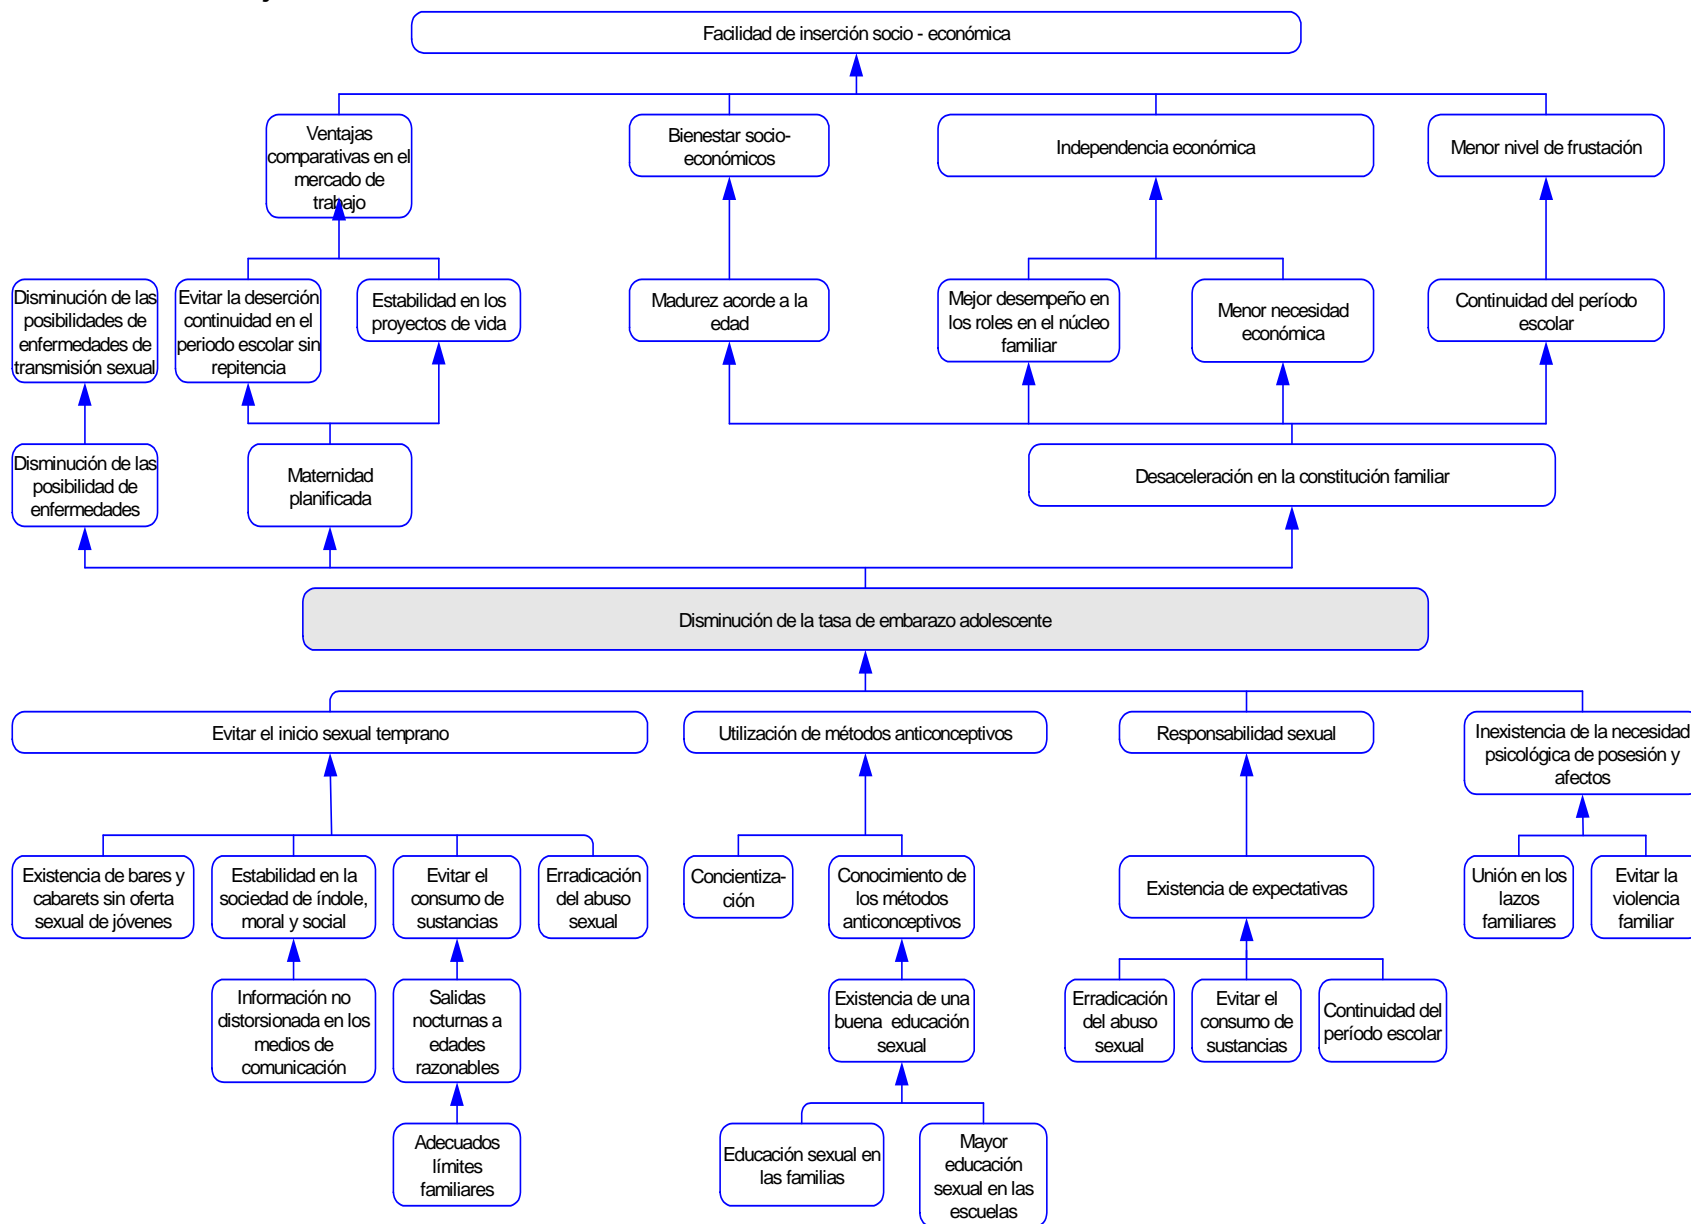 Facilidad de inserción socio - económica
Ventajas
comparativas en el
mercado de
trabajo
Bienestar socio-
económicos
Independencia económica
Menor nivel de frustación
Disminución de las
posibilidades de
enfermedades de
transmisión sexual
Evitar la deserción
continuidad en el
periodo escolar sin
repitencia
Estabilidad en los
proyectos de vida
Madurez acorde a la
edad
Mejor desempeño en
los roles en el núcleo
familiar
Menor necesidad
económica
Continuidad del período
escolar
Disminución de las
posibilidad de
enfermedades
Maternidad
planificada
Desaceleración en la constitución familiar
Disminución de la tasa de embarazo adolescente
Evitar el inicio sexual temprano
Utilización de métodos anticonceptivos
Responsabilidad sexual
Inexistencia de la necesidad
psicológica de posesión y
afectos
Existencia de bares y
cabarets sin oferta
sexual de jóvenes
Estabilidad en la
sociedad de índole,
moral y social
Evitar el
consumo de
sustancias
Erradicación
del abuso
sexual
Concientiza-
ción
Conocimiento de
los métodos
anticonceptivos
Existencia de expectativas
Unión en los
lazos
familiares
Evitar la
violencia
familiar
Información no
distorsionada en los
medios de
comunicación
Salidas
nocturnas a
edades
razonables
Existencia de una
buena educación
sexual
Erradicación
del abuso
sexual
Evitar el
consumo de
sustancias
Continuidad del
período escolar
Adecuados
límites
familiares
Educación sexual en
las familias
Mayor
educación
sexual en las
escuelas